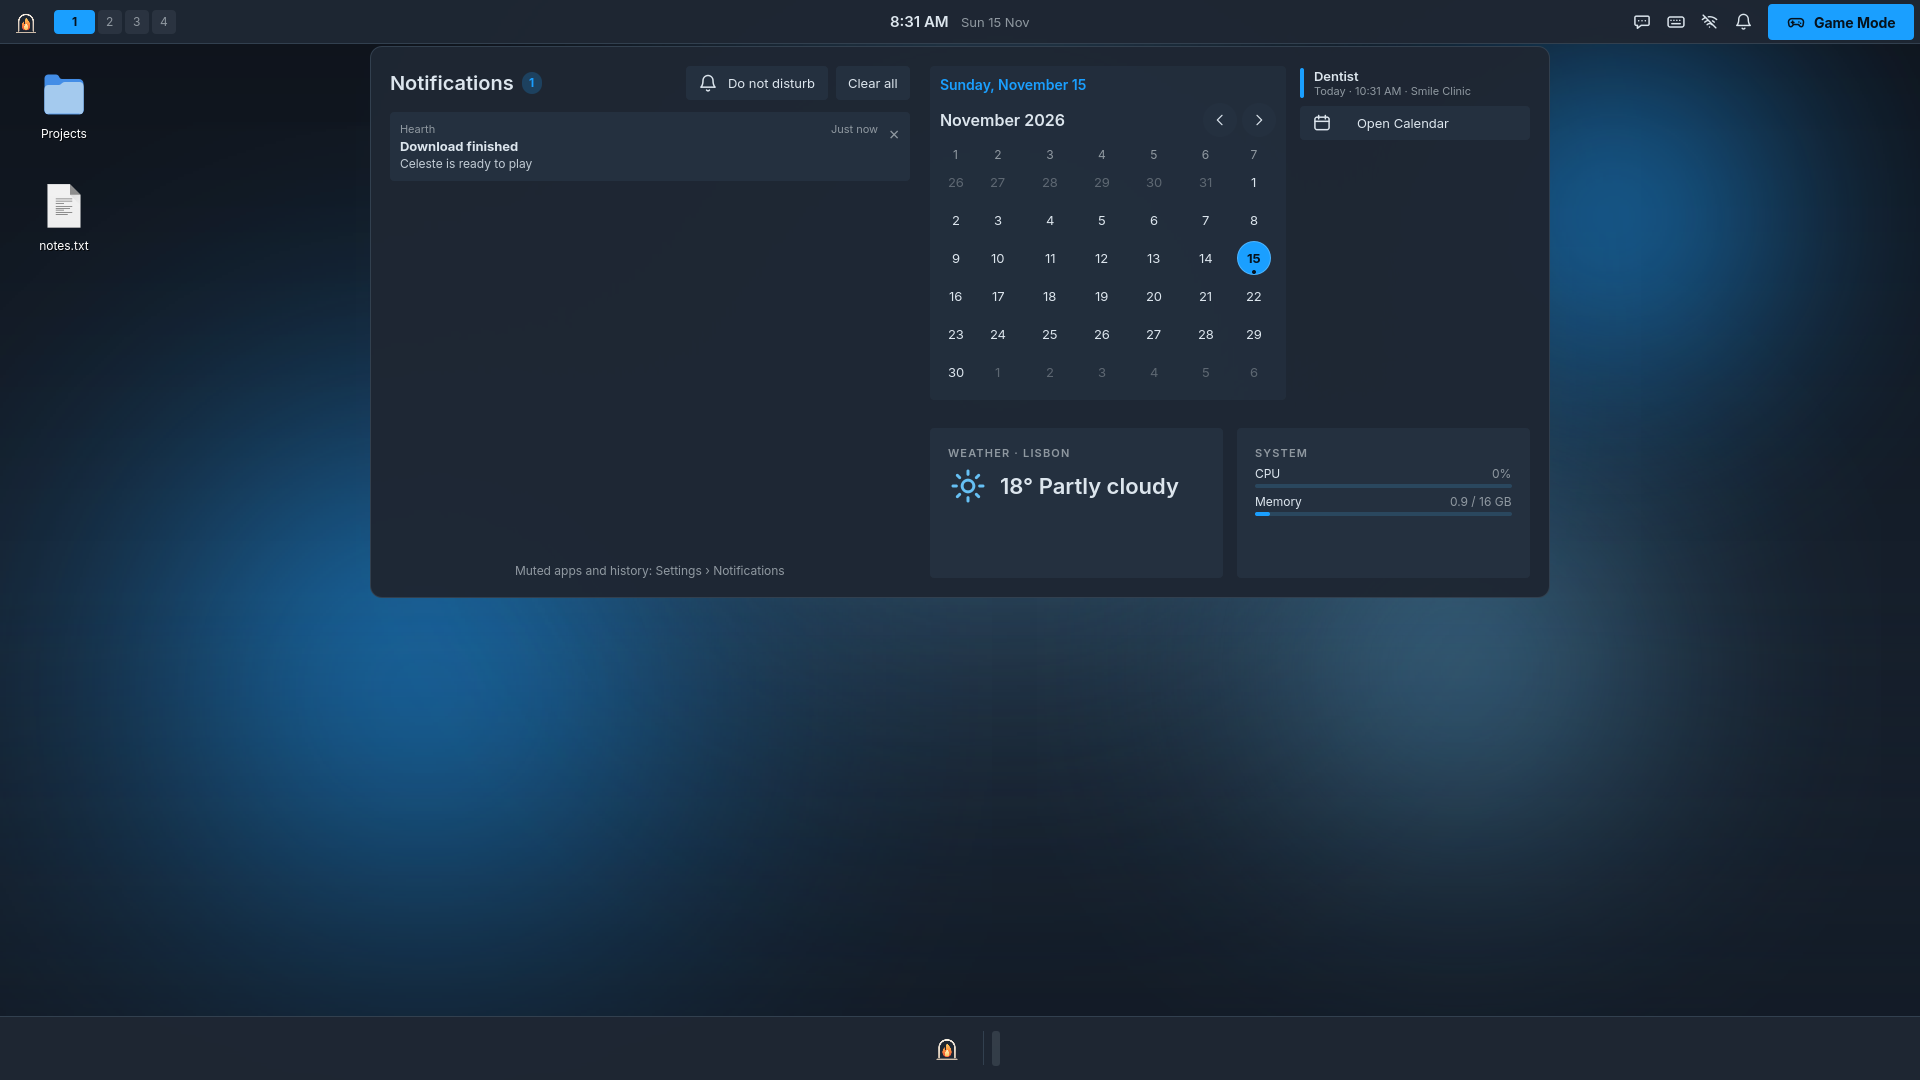 1 2 3 4
8:31 AM Sun 15 Nov
Game Mode
Projects
notes.txt
Notifications 1
Do not disturb
Clear all
Hearth
Just now
Download finished
Celeste is ready to play
Muted apps and history: Settings › Notifications
Sunday, November 15
November 2026
1 2 3 4 5 6 7
26 27 28 29 30 31 1
2 3 4 5 6 7 8
9 10 11 12 13 14 15
16 17 18 19 20 21 22
23 24 25 26 27 28 29
30 1 2 3 4 5 6
Dentist
Today · 10:31 AM · Smile Clinic
Open Calendar
WEATHER · LISBON
18° Partly cloudy
SYSTEM
CPU 0%
Memory 0.9 / 16 GB